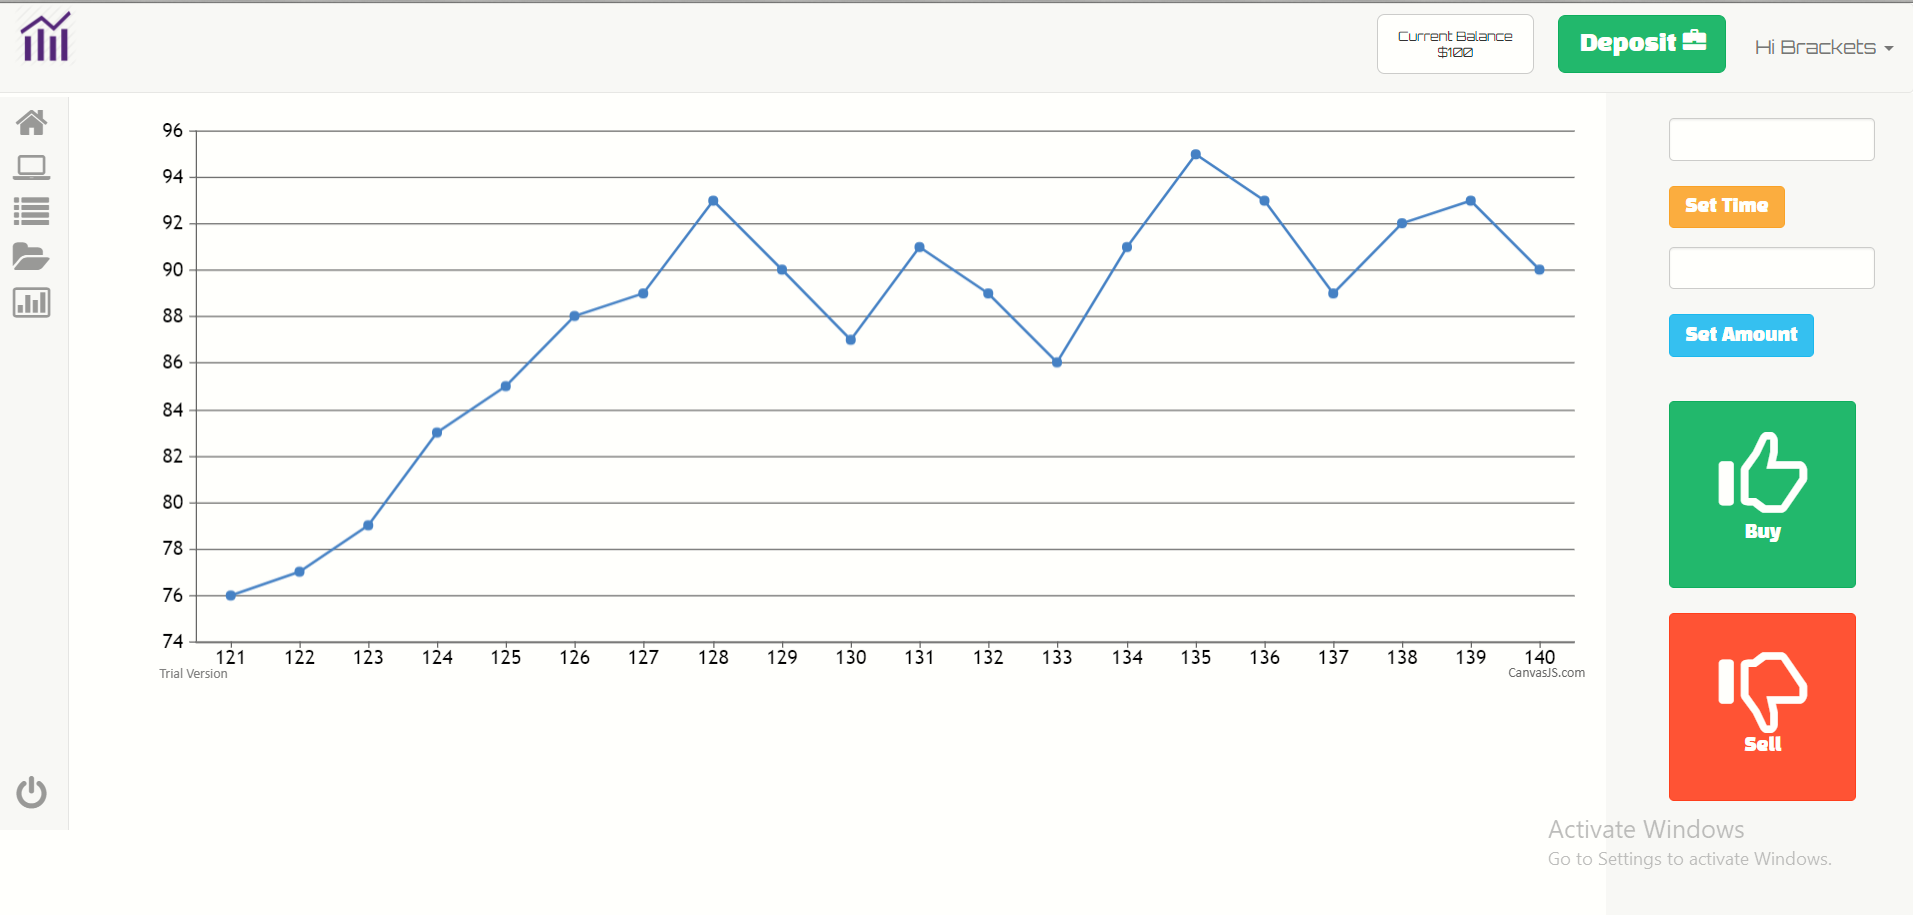 Current Balance
$100
Deposit
Hi Brackets
96
94
92
90
88
86
84
82
80
78
76
74
121 122 123 124 125 126 127 128 129 130 131 132 133 134 135 136 137 138 139 140
Trial Version
CanvasJS.com
Set Time
Set Amount
Buy
Sell
Activate Windows
Go to Settings to activate Windows.